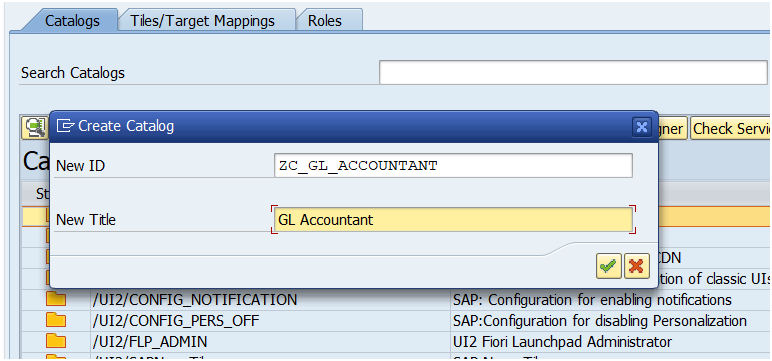 Catalogs Tiles/Target Mappings Roles
Search Catalogs
gner Check Servi
Create Catalog
Ca
New ID ZC_GL_ACCOUNTANT
St
New Title GL Accountant
CDN
tion of classic UIs
/UI2/CONFIG_NOTIFICATION SAP: Configuration for enabling notifications
/UI2/CONFIG_PERS_OFF SAP:Configuration for disabling Personalization
/UI2/FLP_ADMIN UI2 Fiori Launchpad Administrator